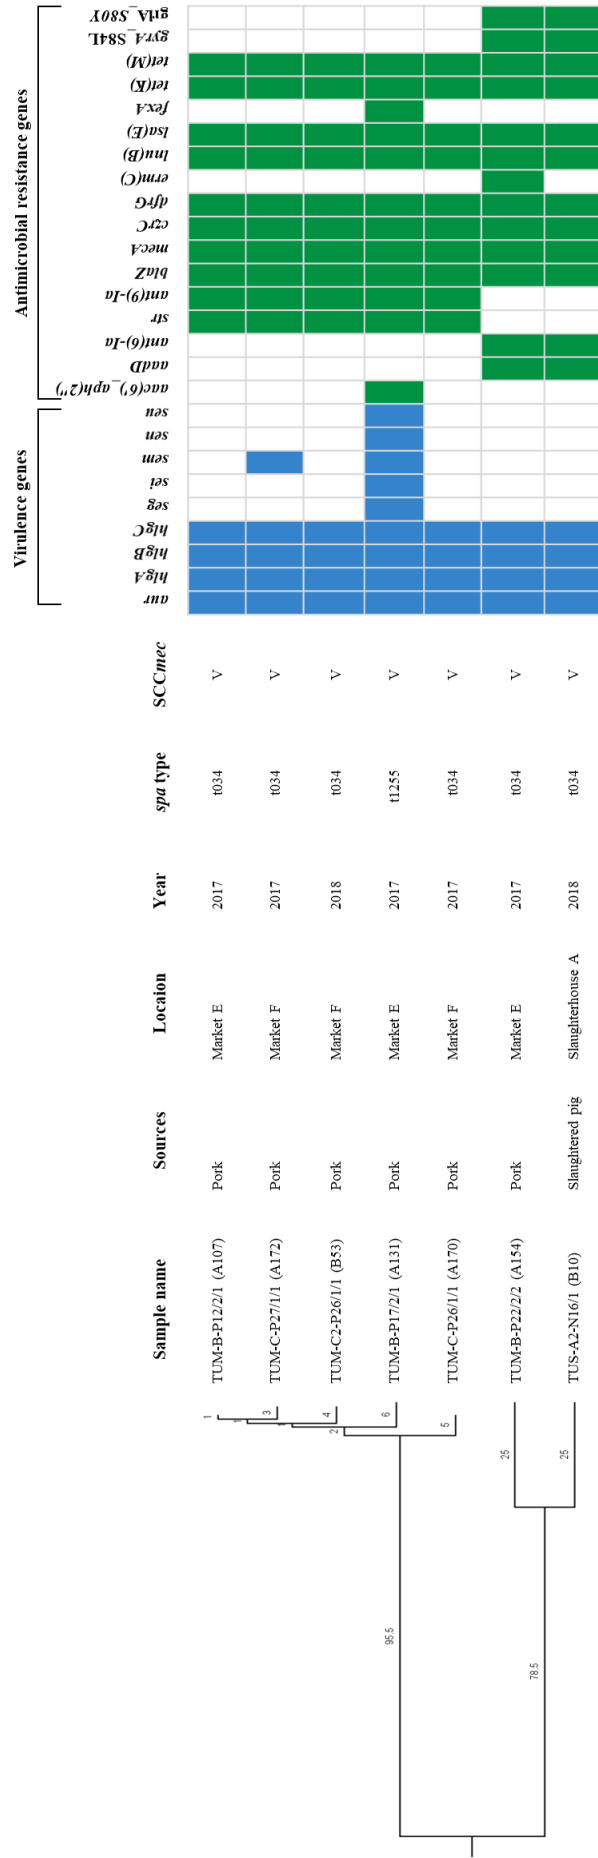 Virulence genes
Antimicrobial resistance genes
Sample name
Sources
Locaion
Year
spa type
SCCmec
aur
hlgA
hlgB
hlgC
seg
sei
sem
sen
seu
aac(6')_aph(2'')
aadD
ant(6)-Ia
str
ant(9)-Ia
blaZ
mecA
czrC
dfrG
erm(C)
lnu(B)
lsa(E)
fexA
tet(K)
tet(M)
gyrA_S84L
grlA_S80Y
1
TUM-B-P12/2/1 (A107) Pork Market E 2017 t034 V
1
3
TUM-C-P27/1/1 (A172) Pork Market F 2017 t034 V
1
4
TUM-C2-P26/1/1 (B53) Pork Market F 2018 t034 V
2
6
TUM-B-P17/2/1 (A131) Pork Market E 2017 t1255 V
95.5
5
TUM-C-P26/1/1 (A170) Pork Market F 2017 t034 V
25
TUM-B-P22/2/2 (A154) Pork Market E 2017 t034 V
78.5
25
TUS-A2-N16/1 (B10) Slaughtered pig Slaughterhouse A 2018 t034 V